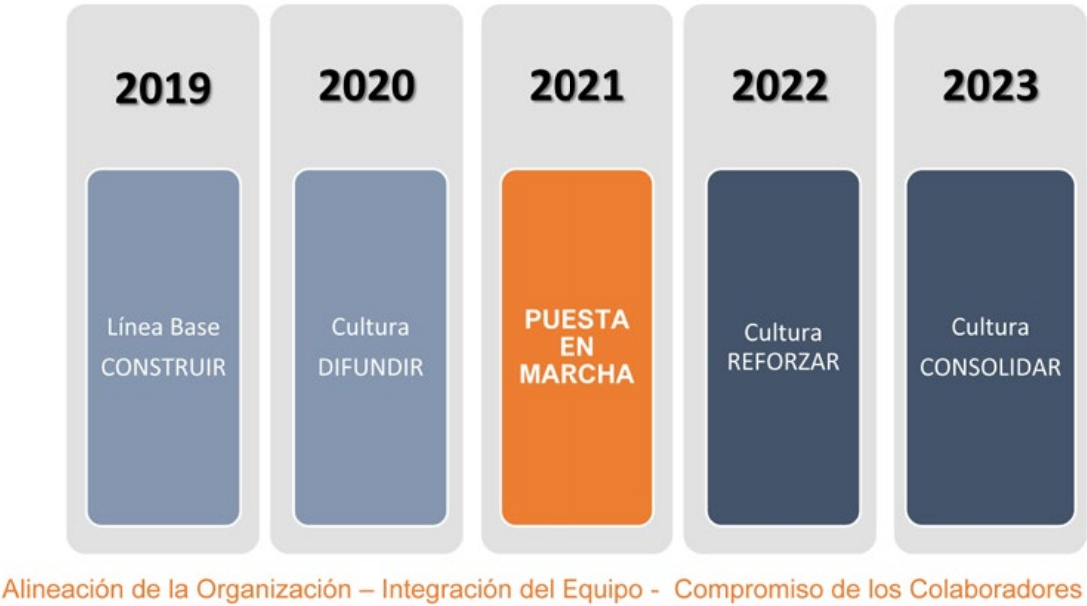 2019
Línea Base
CONSTRUIR
2020
Cultura
DIFUNDIR
2021
PUESTA
EN
MARCHA
2022
Cultura
REFORZAR
2023
Cultura
CONSOLIDAR
Alineación de la Organización – Integración del Equipo - Compromiso de los Colaboradores